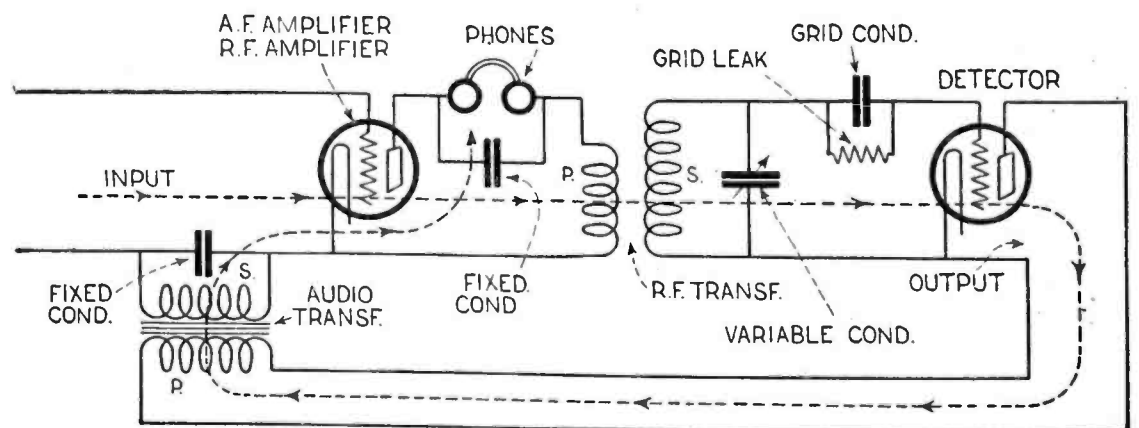 A.F. AMPLIFIER
R.F. AMPLIFIER
PHONES
GRID COND.
GRID LEAK
DETECTOR
INPUT
P.
S.
FIXED
COND.
S.
AUDIO
TRANSF.
FIXED.
COND
R.F. TRANSF.
VARIABLE COND.
OUTPUT
P.